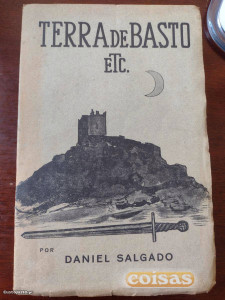 TERRA DE BASTO
ETC.
POR
DANIEL SALGADO
coisas